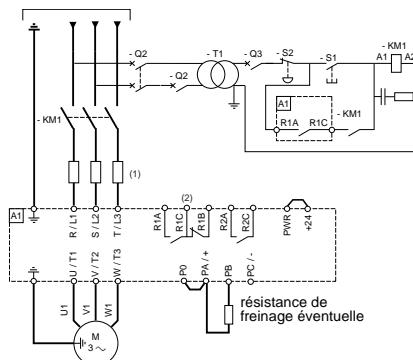 - Q2 - T1 - Q3 - S2 - S1 - KM1
A1 A2
- Q2
A1
- KM1
R1A R1C
- KM1
(1)
(2)
A1
R / L1 S / L2 T / L3 R1A R1C R1B R2A R2C PWR +24
U / T1 V / T2 W / T3 P0 PA / + PB PC / -
U1 V1 W1
M
3 ~
résistance de
freinage éventuelle